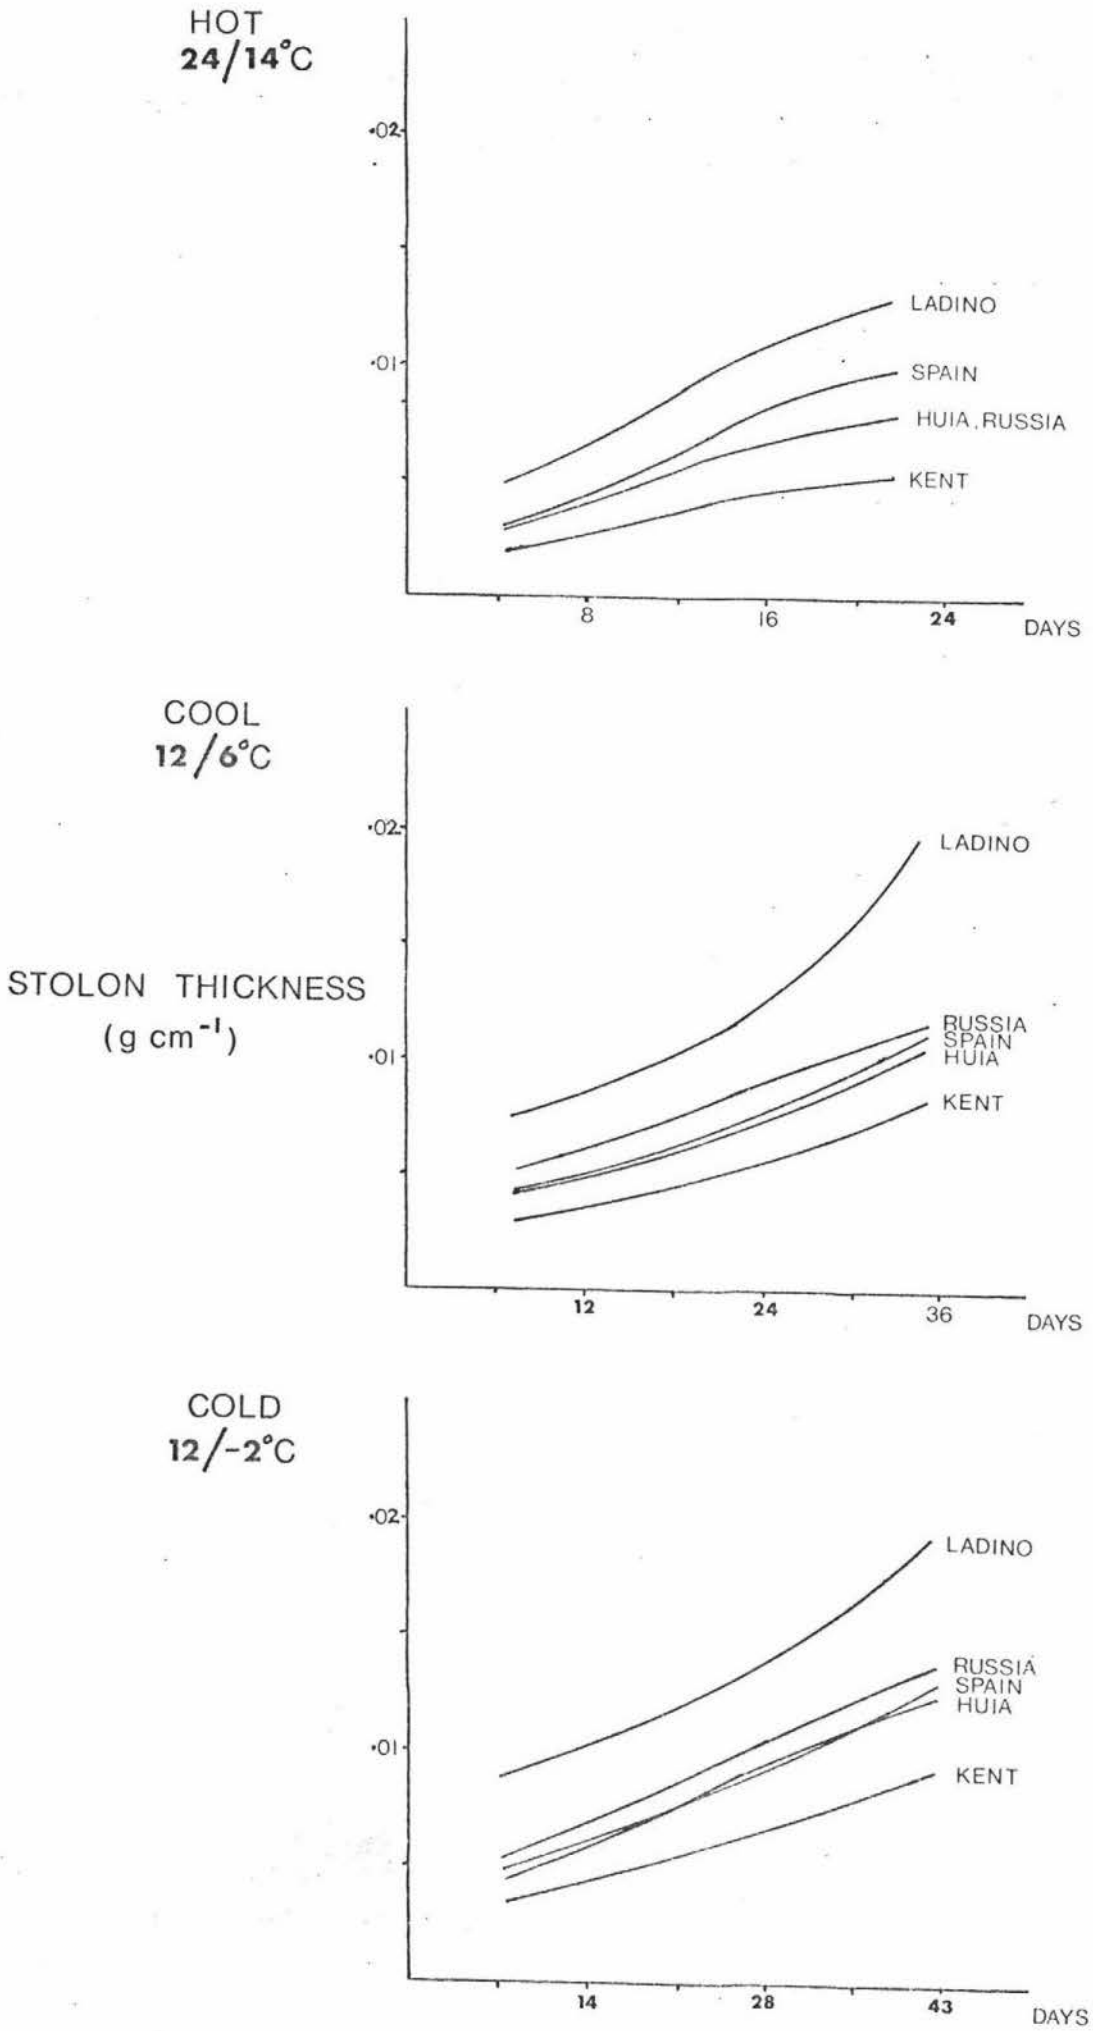 HOT
24/14°C
·02
·01
LADINO
SPAIN
HUIA, RUSSIA
KENT
8 16 24
DAYS
COOL
12/6°C
·02
LADINO
STOLON THICKNESS
(g cm⁻¹)
·01
RUSSIA
SPAIN
HUIA
KENT
12 24 36
DAYS
COLD
12/-2°C
·02
LADINO
RUSSIA
SPAIN
HUIA
·01
KENT
14 28 43
DAYS